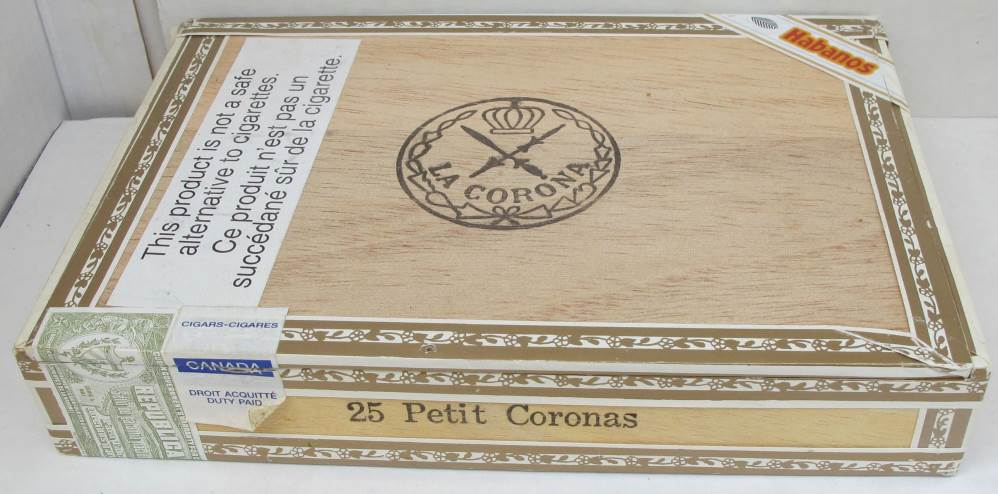 Habanos
This product is not a safe
alternative to cigarettes.
Ce produit n'est pas un
succédané sûr de la cigarette.
LA CORONA
CIGARS-CIGARES
CANADA
DROIT ACQUITTÉ
DUTY PAID
REPUBLICA
25 Petit Coronas